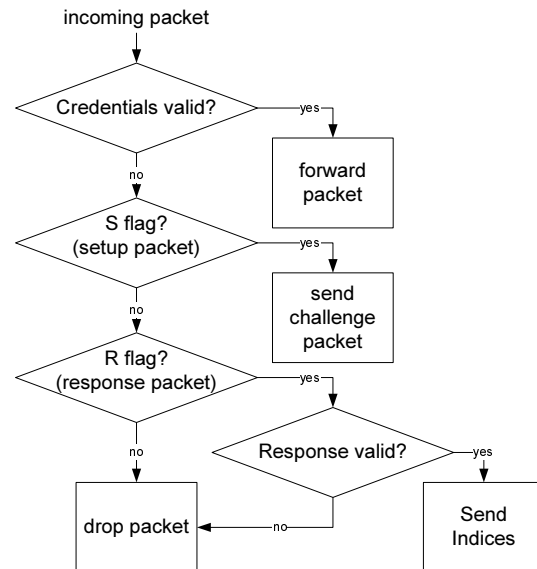 incoming packet
Credentials valid?
yes
forward
packet
no
S flag?
(setup packet)
yes
send
challenge
packet
no
R flag?
(response packet)
yes
no
Response valid?
yes
drop packet
no
Send
Indices